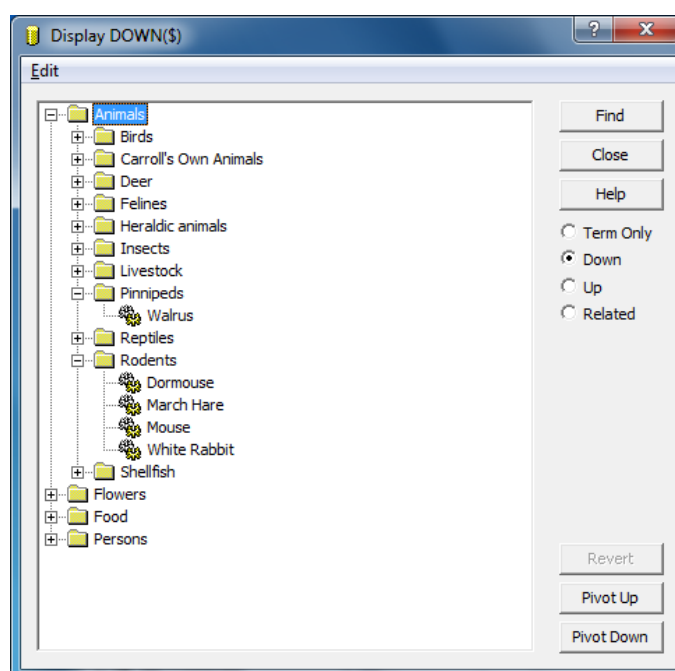 Display DOWN($)
?
X
Edit
Animals
Birds
Carroll's Own Animals
Deer
Felines
Heraldic animals
Insects
Livestock
Pinnipeds
Walrus
Reptiles
Rodents
Dormouse
March Hare
Mouse
White Rabbit
Shellfish
Flowers
Food
Persons
Find
Close
Help
Term Only
Down
Up
Related
Revert
Pivot Up
Pivot Down